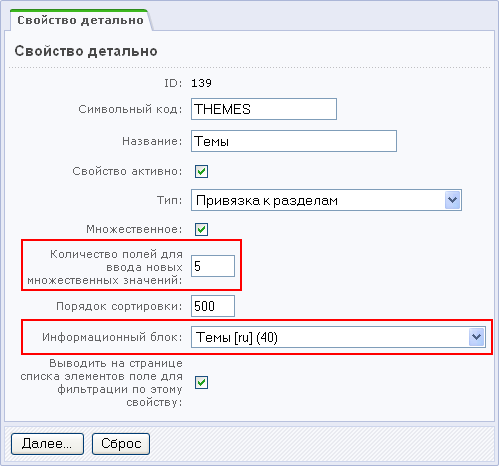 Свойство детально
Свойство детально
ID: 139
Символьный код: THEMES
Название: Темы
Свойство активно:
Тип: Привязка к разделам
Множественное:
Количество полей для
ввода новых
множественных значений: 5
Порядок сортировки: 500
Информационный блок: Темы [ru] (40)
Выводить на странице
списка элементов поле для
фильтрации по этому
свойству:
Далее... Сброс